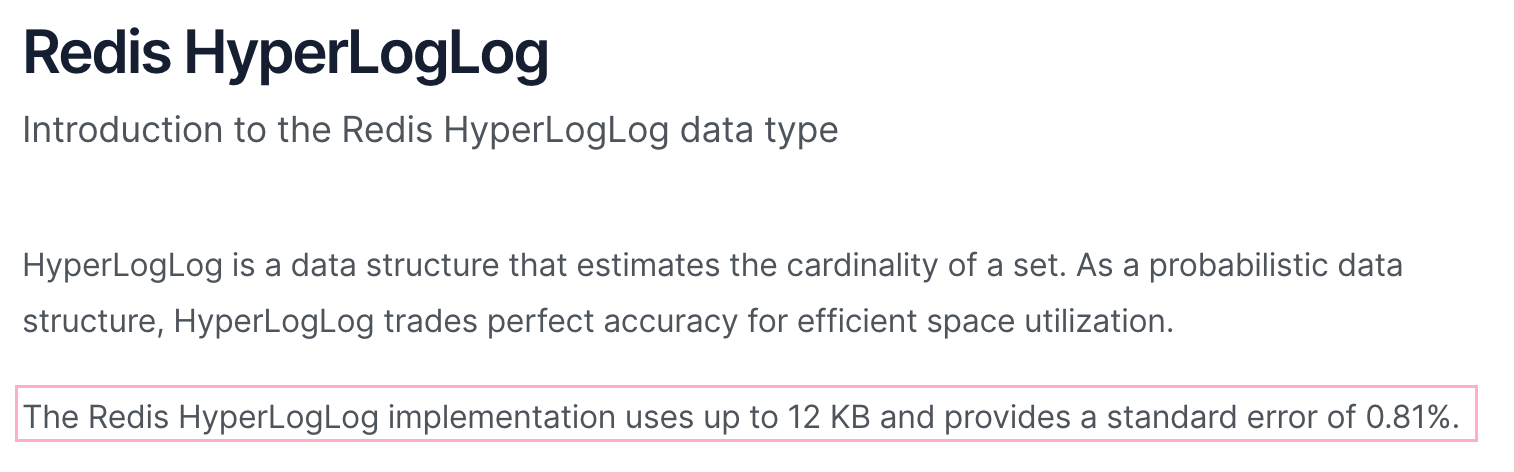 Redis HyperLogLog
Introduction to the Redis HyperLogLog data type
HyperLogLog is a data structure that estimates the cardinality of a set. As a probabilistic data
structure, HyperLogLog trades perfect accuracy for efficient space utilization.
The Redis HyperLogLog implementation uses up to 12 KB and provides a standard error of 0.81%.